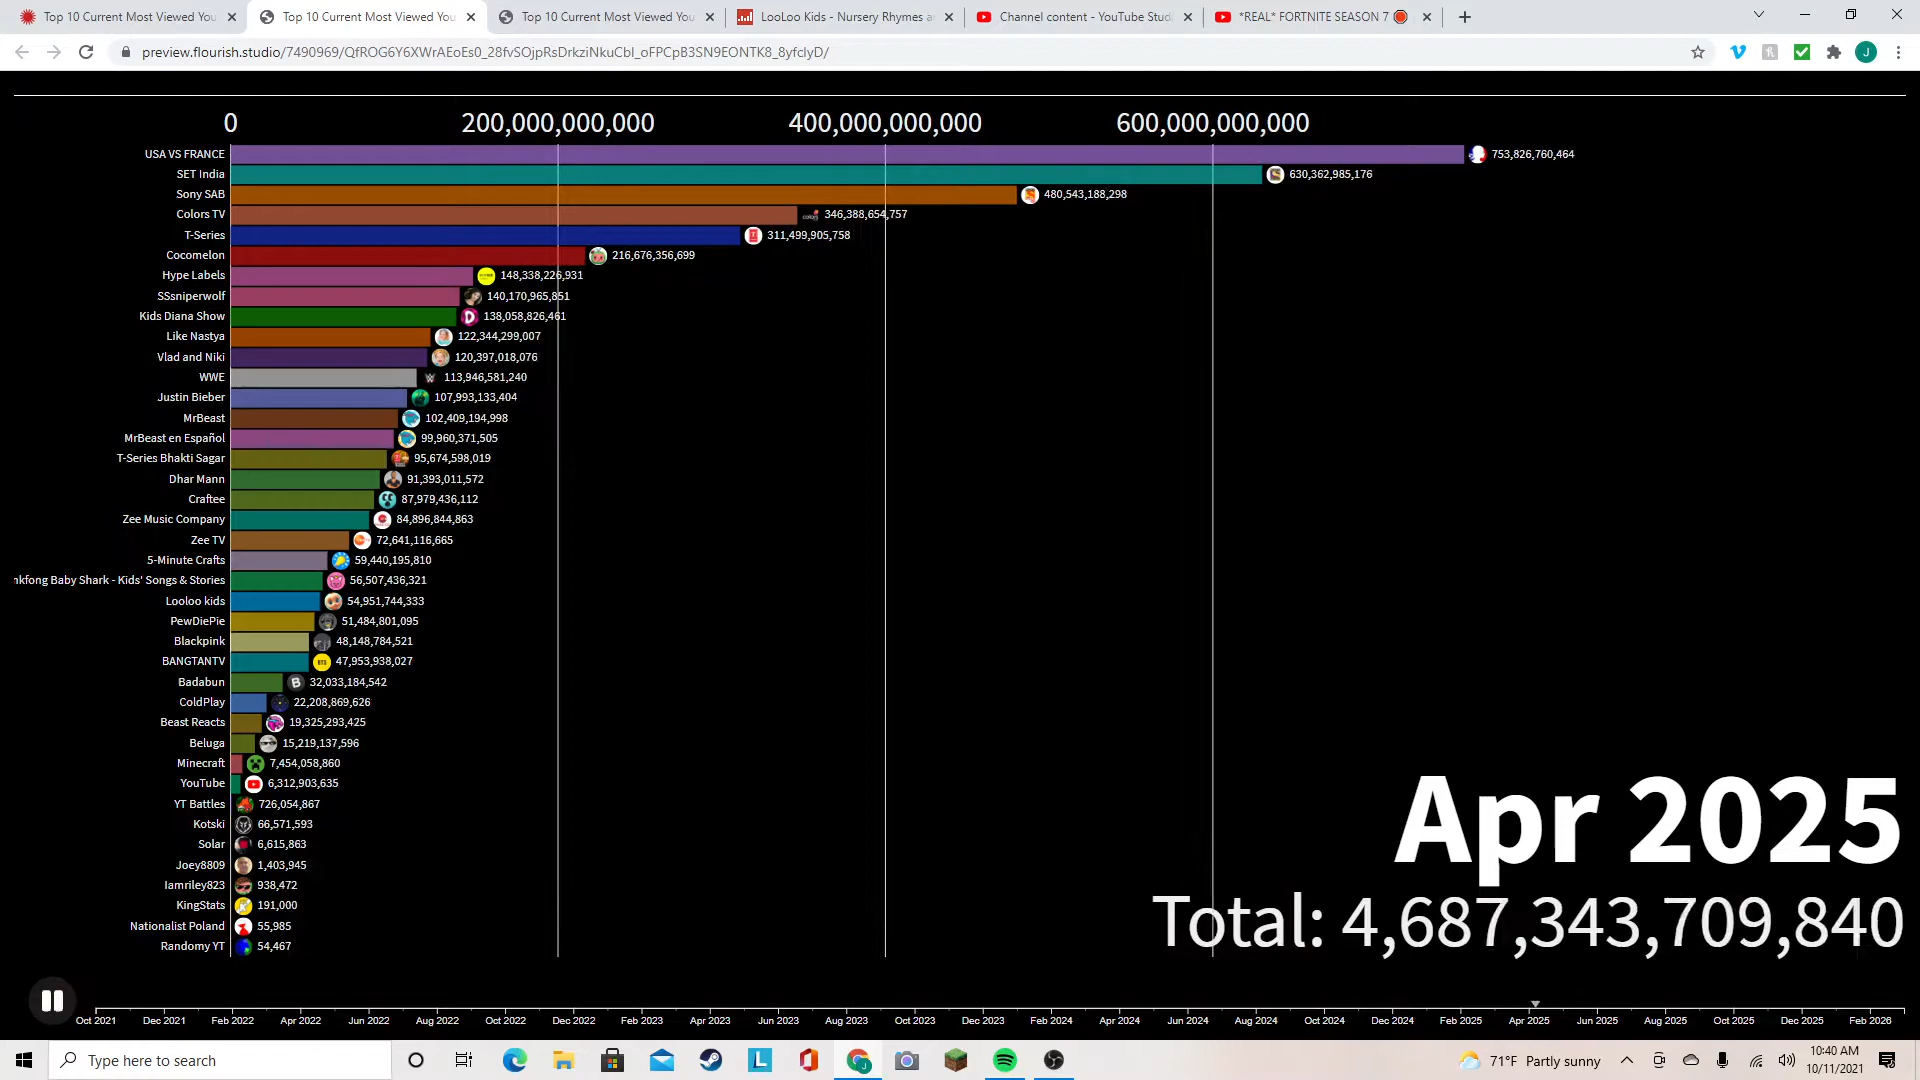 Top 10 Current Most Viewed You
Top 10 Current Most Viewed You
Top 10 Current Most Viewed You
LooLoo Kids - Nursery Rhymes a
Channel content - YouTube Stud
*REAL* FORTNITE SEASON 7
preview.flourish.studio/7490969/QfROG6Y6XWrAEoEs0_28fvSOjpRsDrkziNkuCbl_oFPCpB3SN9EONTK8_8yfclyD/
J
0 200,000,000,000 400,000,000,000 600,000,000,000
USA VS FRANCE 753,826,760,464
SET India 630,362,985,176
Sony SAB 480,543,188,298
Colors TV 346,388,654,757
T-Series 311,499,905,758
Cocomelon 216,676,356,699
Hype Labels 148,338,226,931
SSsniperwolf 140,170,965,851
Kids Diana Show 138,058,826,461
Like Nastya 122,344,299,007
Vlad and Niki 120,397,018,076
WWE 113,946,581,240
Justin Bieber 107,993,133,404
MrBeast 102,409,194,998
MrBeast en Español 99,960,371,505
T-Series Bhakti Sagar 95,674,598,019
Dhar Mann 91,393,011,572
Craftee 87,979,436,112
Zee Music Company 84,896,844,863
Zee TV 72,641,116,665
5-Minute Crafts 59,440,195,810
nkfong Baby Shark - Kids' Songs & Stories 56,507,436,321
Looloo kids 54,951,744,333
PewDiePie 51,484,801,095
Blackpink 48,148,784,521
BANGTANTV 47,953,938,027
Badabun 32,033,184,542
ColdPlay 22,208,869,626
Beast Reacts 19,325,293,425
Beluga 15,219,137,596
Minecraft 7,454,058,860
YouTube 6,312,903,635
YT Battles 726,054,867
Kotski 66,571,593
Solar 6,615,863
Joey8809 1,403,945
Iamriley823 938,472
KingStats 191,000
Nationalist Poland 55,985
Randomy YT 54,467
Apr 2025
Total: 4,687,343,709,840
Oct 2021 Dec 2021 Feb 2022 Apr 2022 Jun 2022 Aug 2022 Oct 2022 Dec 2022 Feb 2023 Apr 2023 Jun 2023 Aug 2023 Oct 2023 Dec 2023 Feb 2024 Apr 2024 Jun 2024 Aug 2024 Oct 2024 Dec 2024 Feb 2025 Apr 2025 Jun 2025 Aug 2025 Oct 2025 Dec 2025 Feb 2026
Type here to search
71°F Partly sunny
10:40 AM
10/11/2021